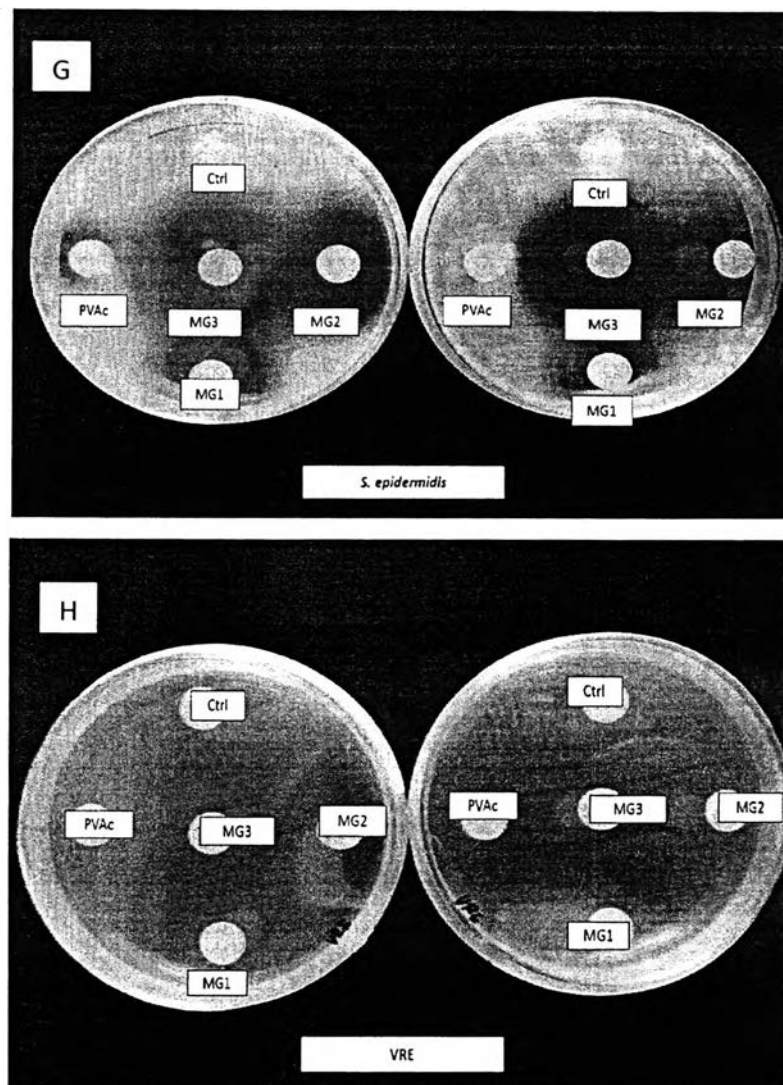 G
Ctrl
Ctrl
PVAc
MG3
MG2
PVAc
MG3
MG2
MG1
MG1
S. epidermidis
H
Ctrl
Ctrl
PVAc
MG3
MG2
PVAc
MG3
MG2
MG1
MG1
VRE